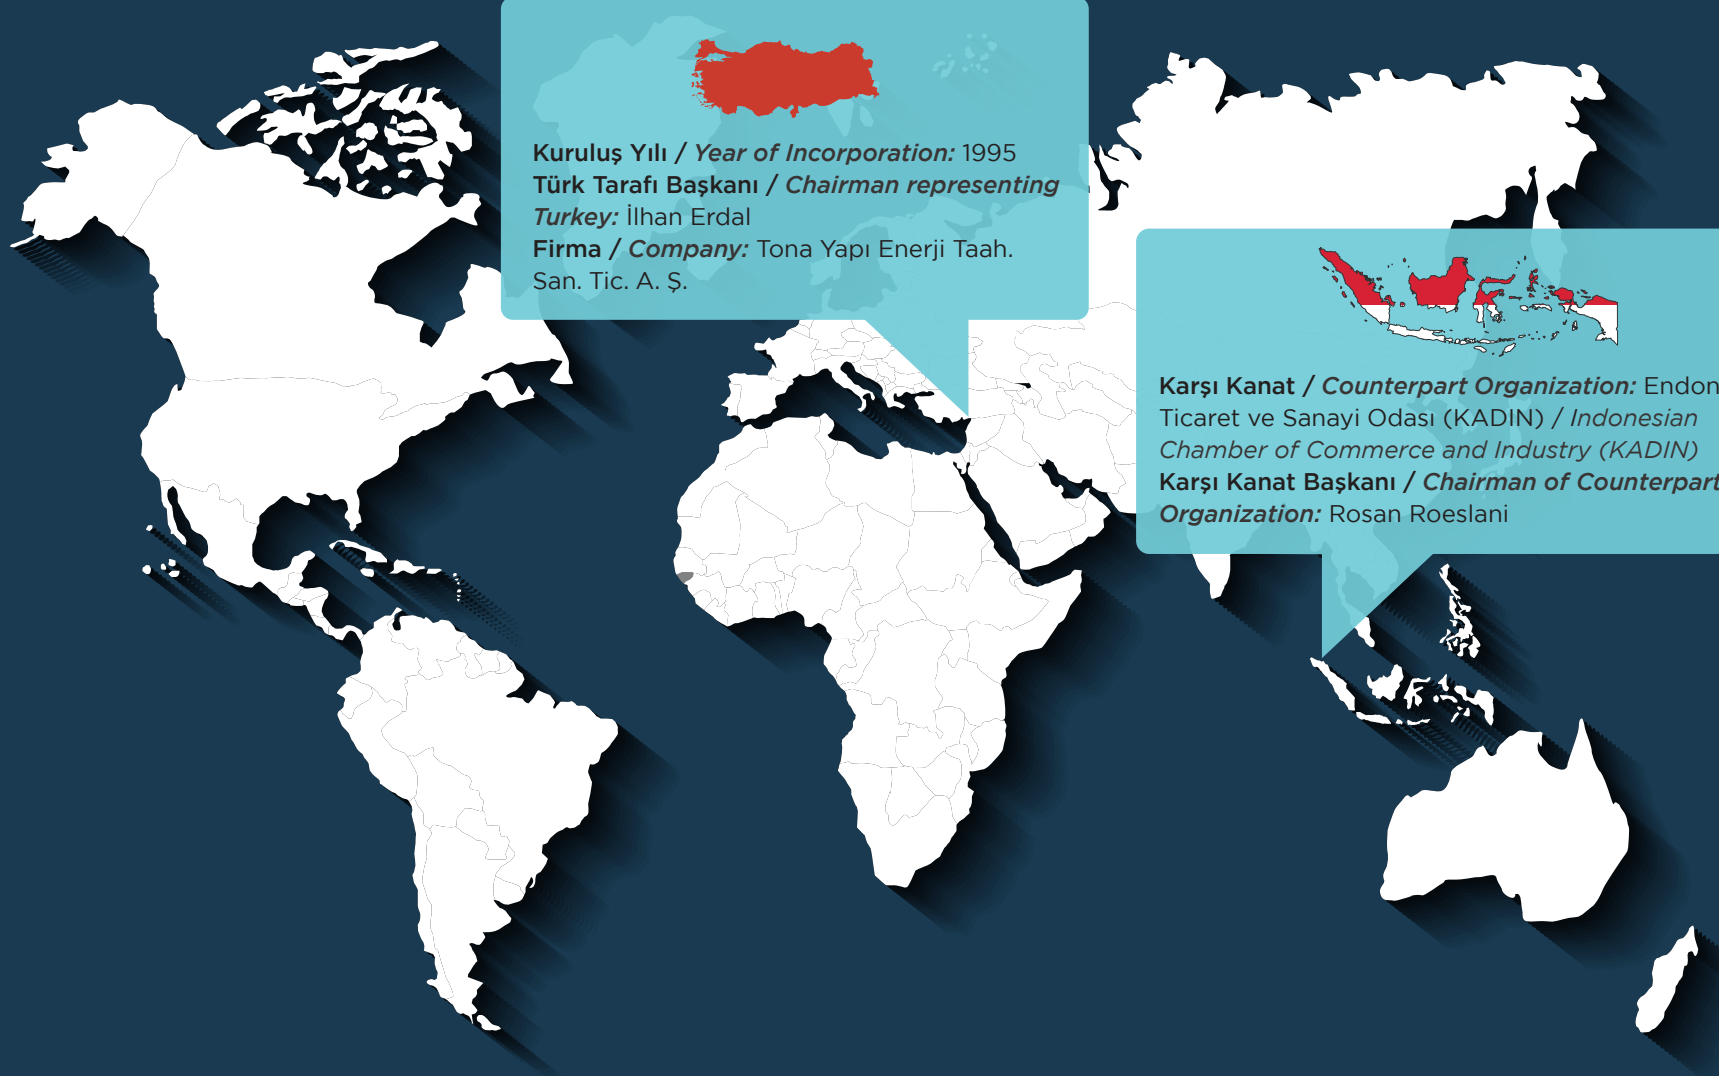 Kuruluş Yılı / Year of Incorporation: 1995
Türk Tarafı Başkanı / Chairman representing
Turkey: İlhan Erdal
Firma / Company: Tona Yapı Enerji Taah.
San. Tic. A. Ş.
Karşı Kanat / Counterpart Organization: Endon
Ticaret ve Sanayi Odası (KADIN) / Indonesian
Chamber of Commerce and Industry (KADIN)
Karşı Kanat Başkanı / Chairman of Counterpart
Organization: Rosan Roeslani